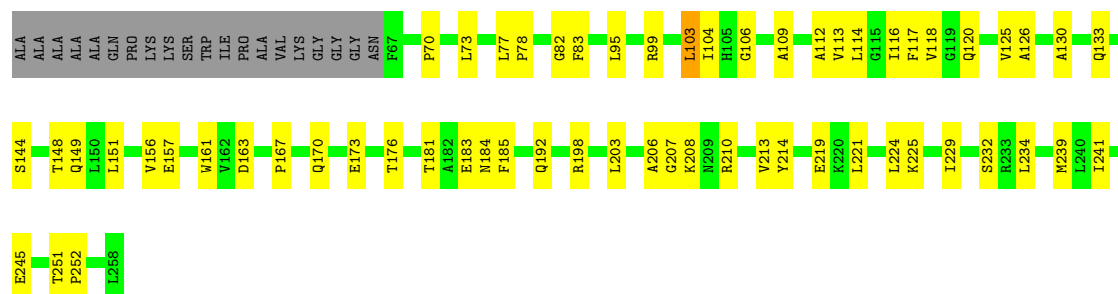 ALA ALA ALA ALA ALA GLN PRO LYS LYS SER TRP ILE PRO ALA VAL LYS GLY GLY GLY ASN F67 P70 L73 L77 P78 G82 F83 L95 R99 L103 I104 H105 G106 A109 A112 V113 L114 G115 I116 F117 V118 G119 Q120 V125 A126 A130 Q133
S144 T148 Q149 L150 L151 V156 E157 W161 V162 D163 P167 Q170 E173 T176 T181 A182 E183 N184 F185 Q192 R198 L203 A206 G207 K208 N209 R210 V213 Y214 E219 K220 L221 L224 K225 I229 S232 R233 L234 M239 L240 I241
E245 T251 P252 L258